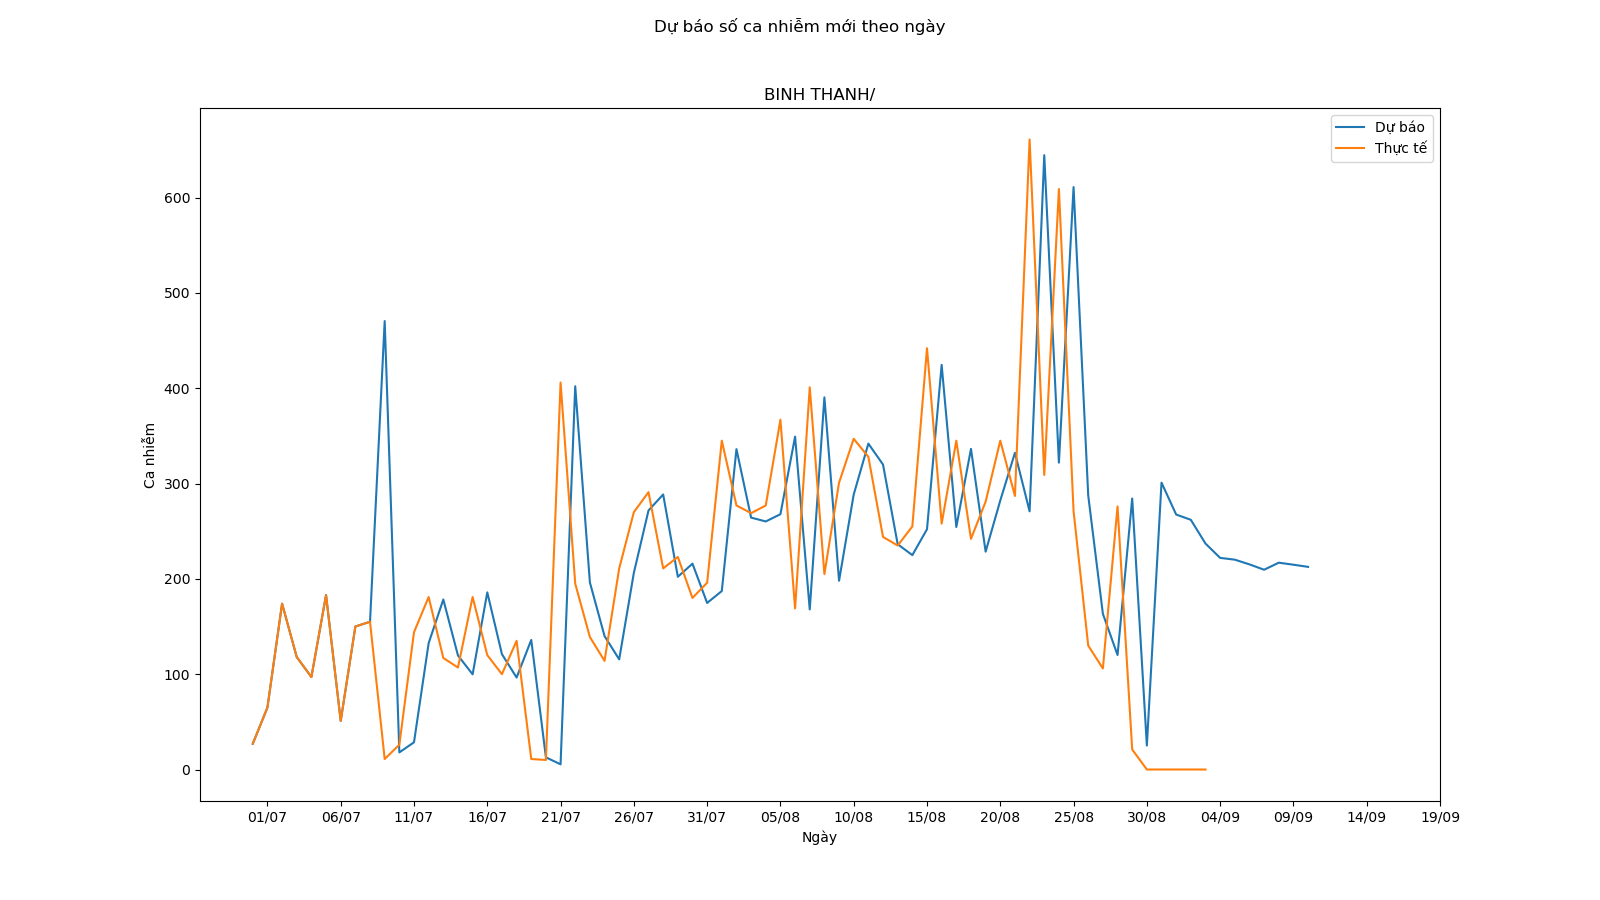 Dự báo số ca nhiễm mới theo ngày
BINH THANH/
Dự báo
Thực tế
600
500
400
300
200
100
0
Ca nhiễm
01/07 06/07 11/07 16/07 21/07 26/07 31/07 05/08 10/08 15/08 20/08 25/08 30/08 04/09 09/09 14/09 19/09
Ngày